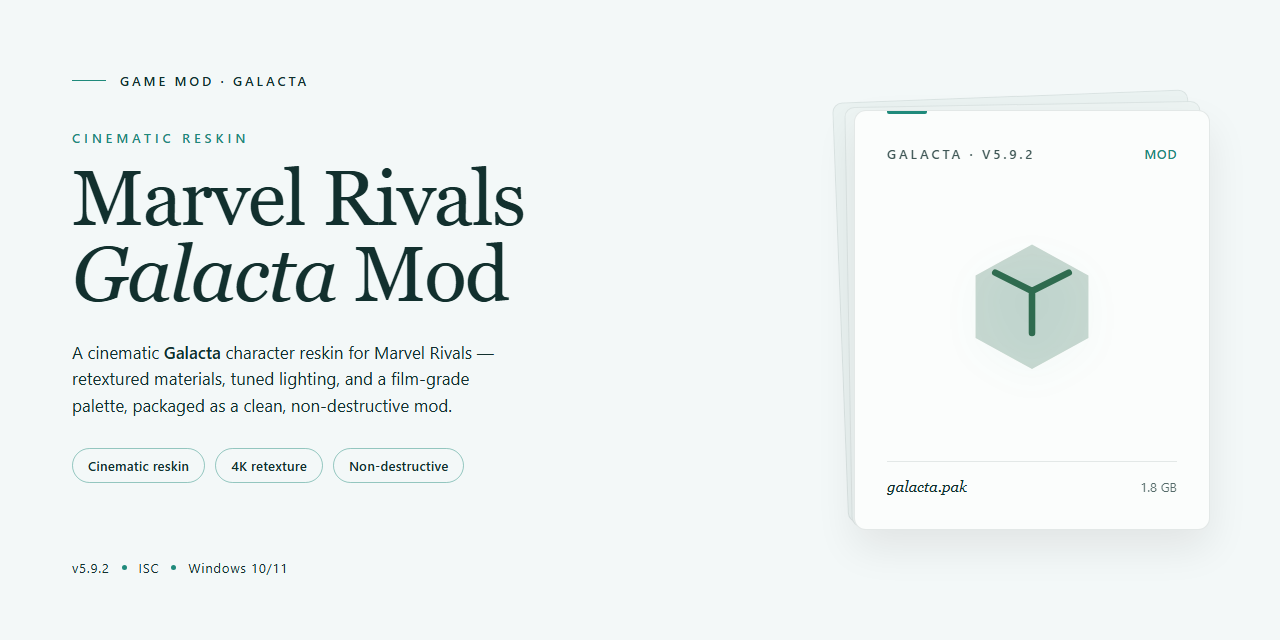 GAME MOD · GALACTA
CINEMATIC RESKIN
Marvel Rivals
Galacta Mod
A cinematic Galacta character reskin for Marvel Rivals —
retextured materials, tuned lighting, and a film-grade
palette, packaged as a clean, non-destructive mod.
Cinematic reskin
4K retexture
Non-destructive
v5.9.2 • ISC • Windows 10/11
GALACTA · V5.9.2
MOD
galacta.pak
1.8 GB